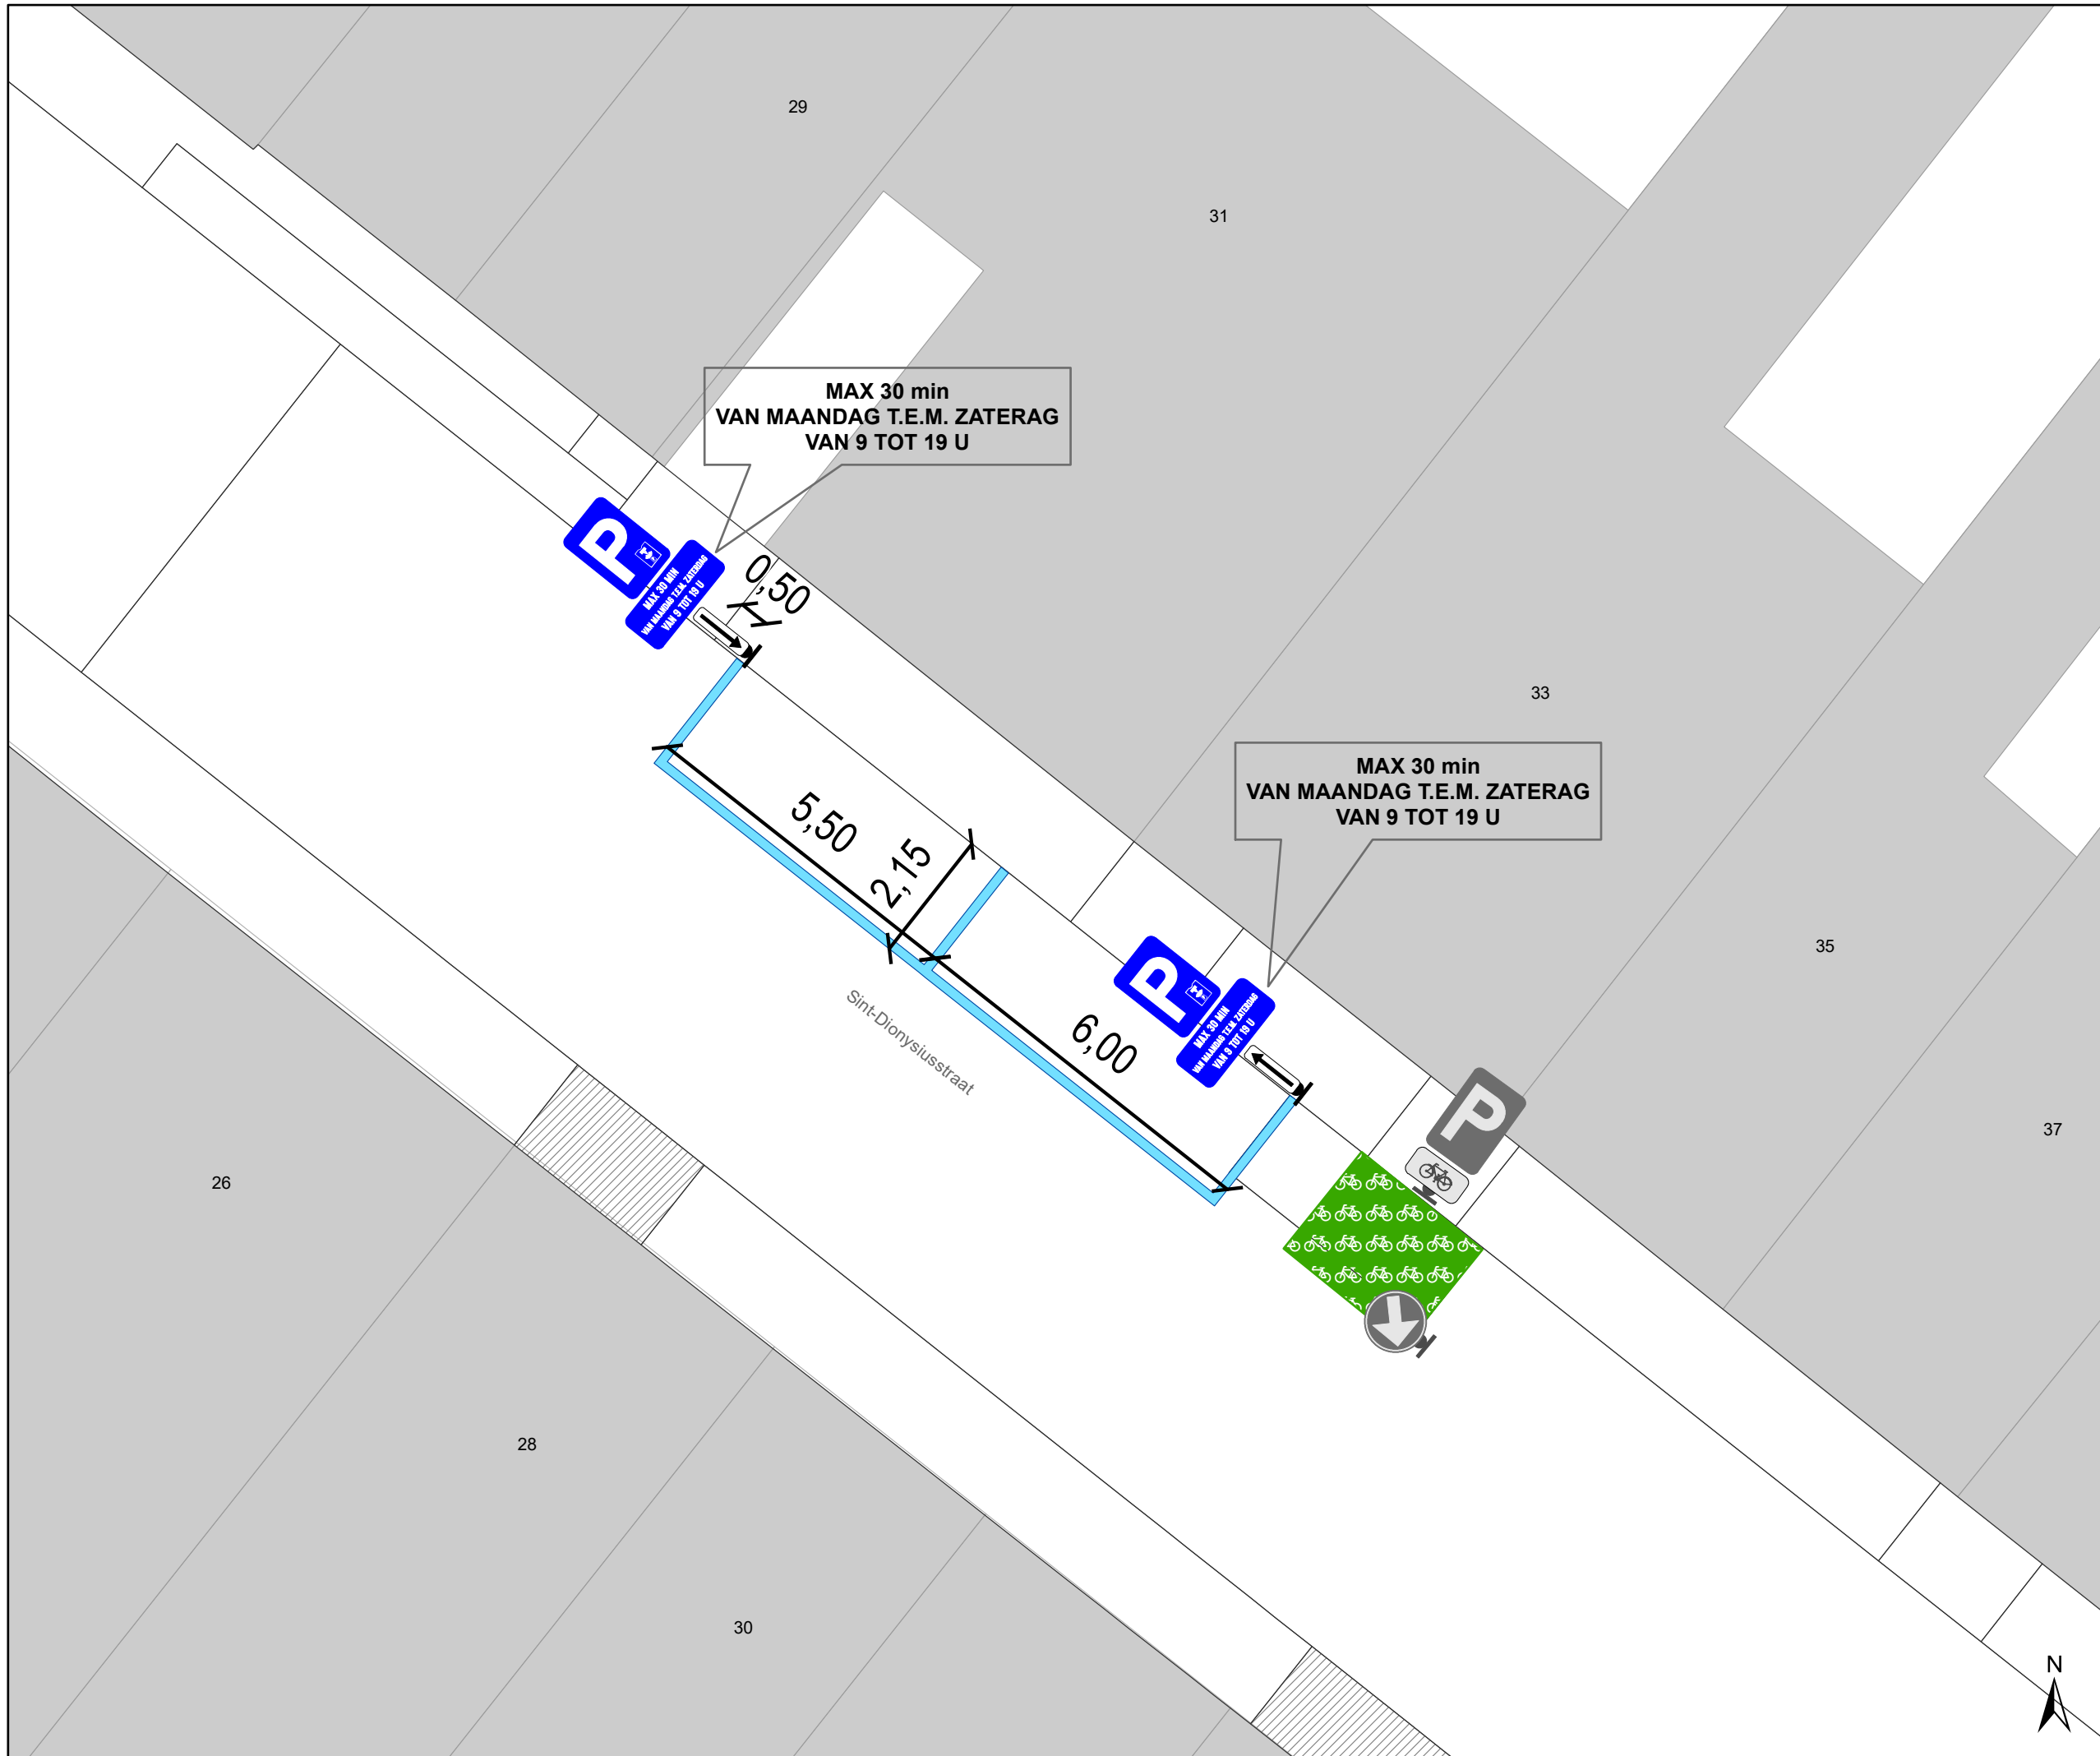 29
31
MAX 30 min
VAN MAANDAG T.E.M. ZATERAG
VAN 9 TOT 19 U
P
MAX 30 MIN
VAN MAANDAG T.E.M. ZATERDAG
VAN 9 TOT 19 U
0,50
33
MAX 30 min
VAN MAANDAG T.E.M. ZATERAG
VAN 9 TOT 19 U
5,50
2,15
35
P
MAX 30 MIN
VAN MAANDAG T.E.M. ZATERDAG
VAN 9 TOT 19 U
6,00
Sint-Dionysiusstraat
P
37
26
28
30
N